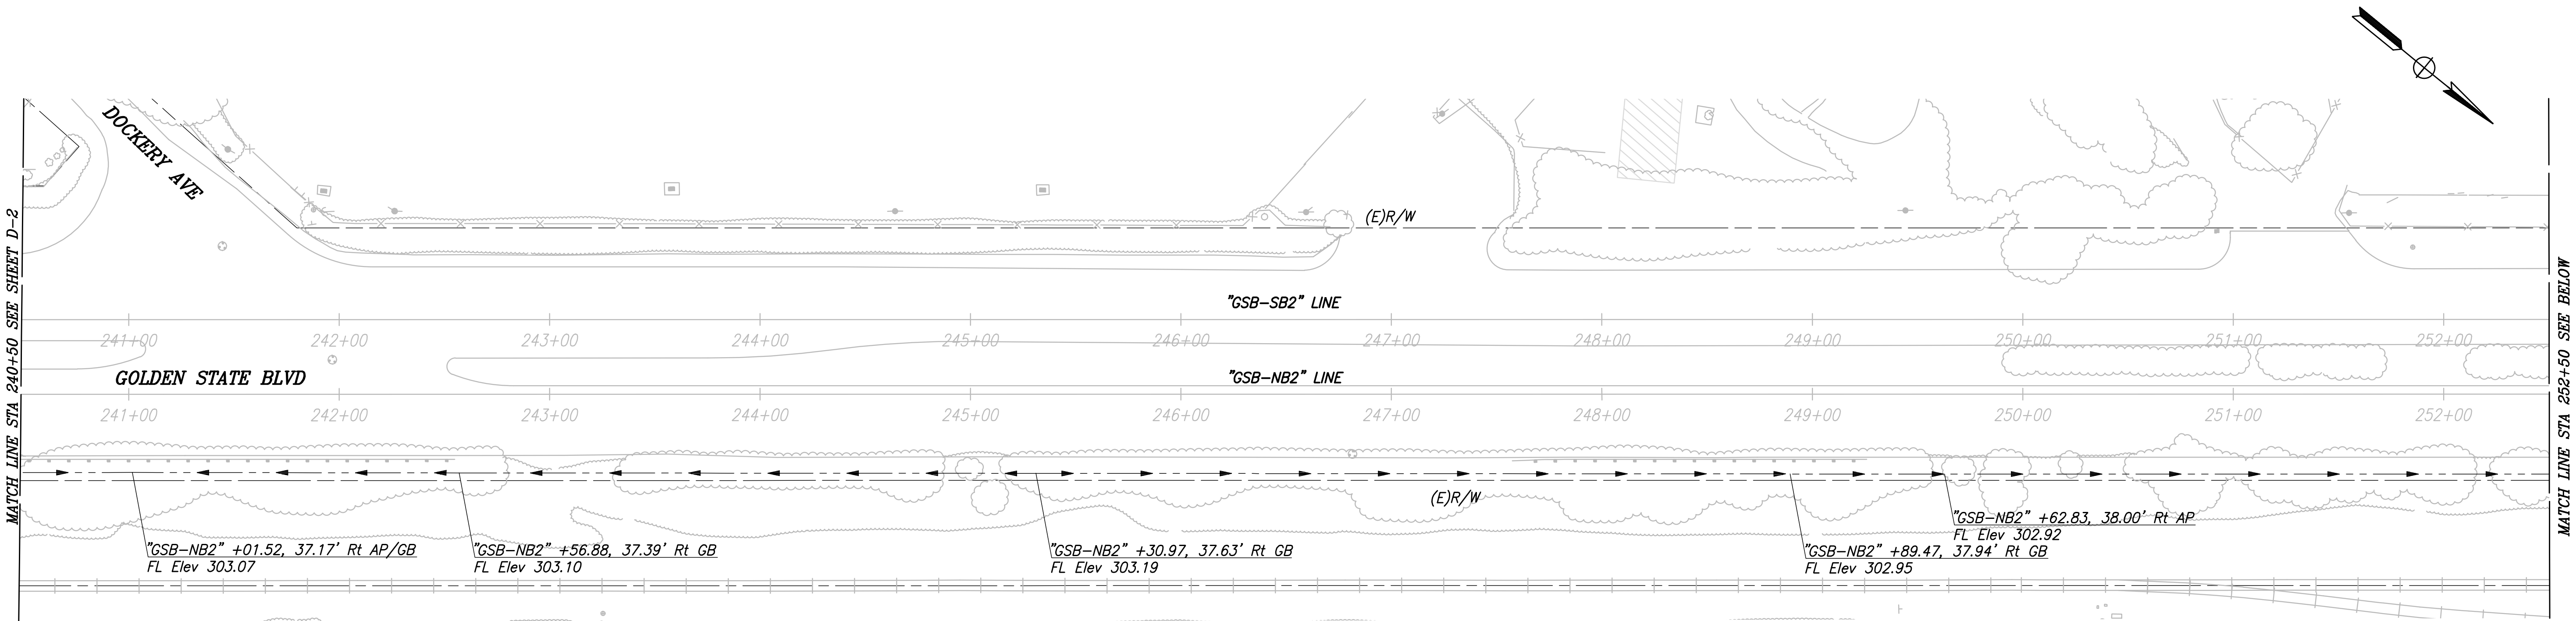 DOCKERY AVE
(E)R/W
"GSB-SB2" LINE
241+00 242+00 243+00 244+00 245+00 246+00 247+00 248+00 249+00 250+00 251+00 252+00
GOLDEN STATE BLVD
"GSB-NB2" LINE
241+00 242+00 243+00 244+00 245+00 246+00 247+00 248+00 249+00 250+00 251+00 252+00
(E)R/W
"GSB-NB2" +01.52, 37.17' Rt AP/GB
FL Elev 303.07
"GSB-NB2" +56.88, 37.39' Rt GB
FL Elev 303.10
"GSB-NB2" +30.97, 37.63' Rt GB
FL Elev 303.19
"GSB-NB2" +89.47, 37.94' Rt GB
FL Elev 302.95
"GSB-NB2" +62.83, 38.00' Rt AP
FL Elev 302.92
MATCH LINE STA 240+50 SEE SHEET D-2
MATCH LINE STA 252+50 SEE BELOW